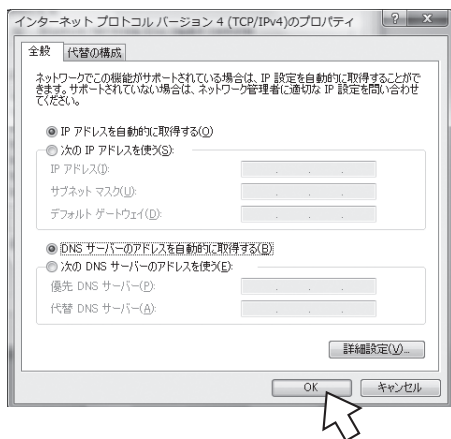 インターネット プロトコル バージョン 4 (TCP/IPv4)のプロパティ
全般 代替の構成
ネットワークでこの機能がサポートされている場合は、IP 設定を自動的に取得することがで
きます。サポートされていない場合は、ネットワーク管理者に適切な IP 設定を問い合わせ
てください。
IP アドレスを自動的に取得する(O)
次の IP アドレスを使う(S):
IP アドレス(I):
サブネット マスク(U):
デフォルト ゲートウェイ(D):
DNS サーバーのアドレスを自動的に取得する(B)
次の DNS サーバーのアドレスを使う(E):
優先 DNS サーバー(P):
代替 DNS サーバー(A):
詳細設定(V)...
OK キャンセル